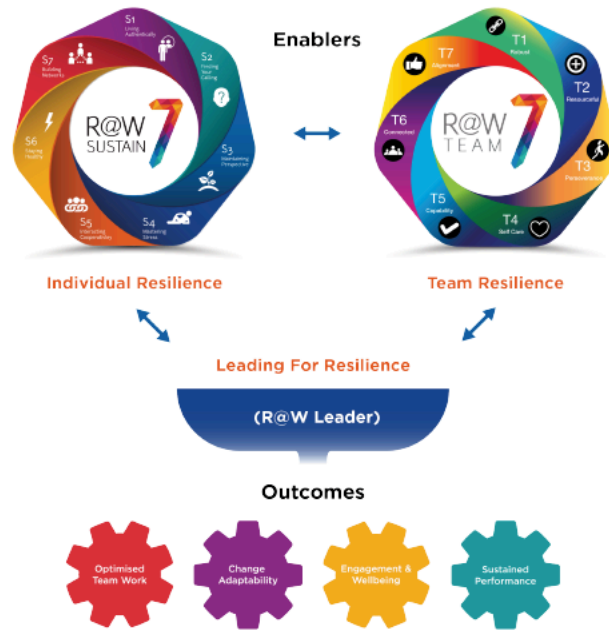 Enablers
S1
Living
Authentically
S2
Finding
Your
Calling
S3
Maintaining
Perspective
S4
Mastering
Stress
S5
Interacting
Cooperatively
S6
Staying
Healthy
S7
Building
Networks
R@W 7
SUSTAIN
T1
Robust
T2
Resourceful
T3
Perseverance
T4
Self Care
T5
Capability
T6
Connected
T7
Alignment
R@W 7
TEAM
Individual Resilience
Team Resilience
Leading For Resilience
(R@W Leader)
Outcomes
Optimised
Team Work
Change
Adaptability
Engagement &
Wellbeing
Sustained
Performance